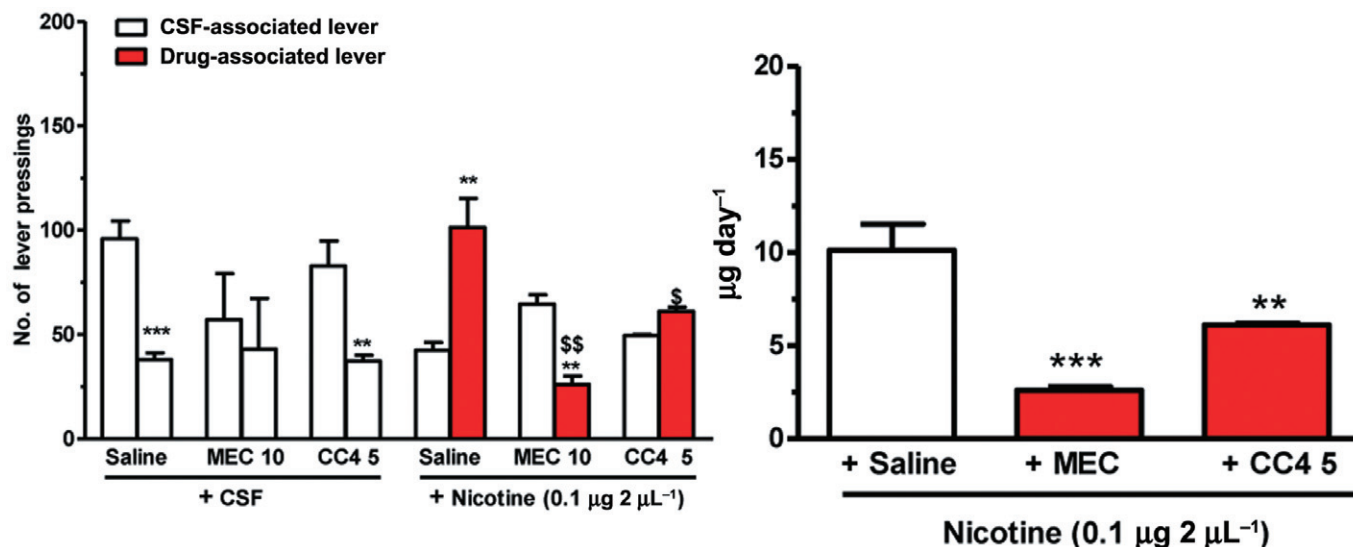 200
150
100
50
0
No. of lever pressings
CSF-associated lever
Drug-associated lever
***
**
**
$$
**
$
Saline MEC 10 CC4 5 Saline MEC 10 CC4 5
+ CSF + Nicotine (0.1 µg 2 µL⁻¹)
20
15
10
5
0
µg day⁻¹
***
**
+ Saline + MEC + CC4 5
Nicotine (0.1 µg 2 µL⁻¹)